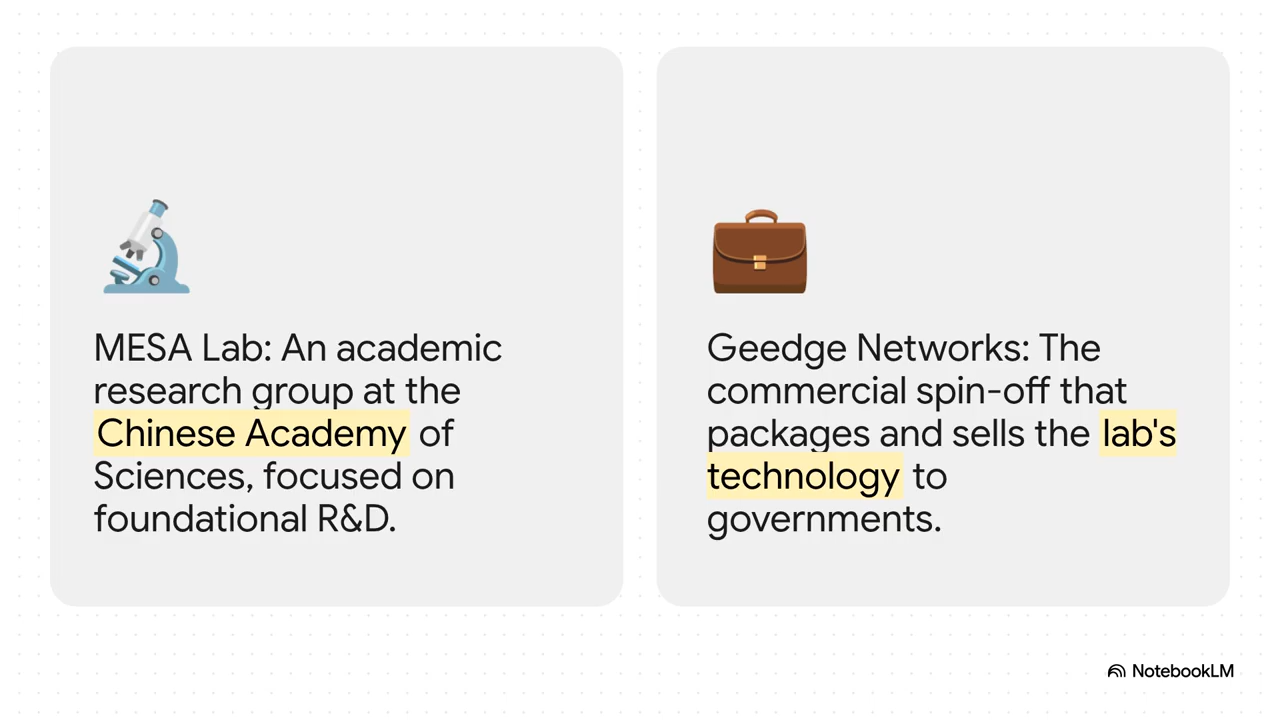 MESA Lab: An academic
research group at the
Chinese Academy of
Sciences, focused on
foundational R&D.
Geedge Networks: The
commercial spin-off that
packages and sells the lab's
technology to
governments.
NotebookLM